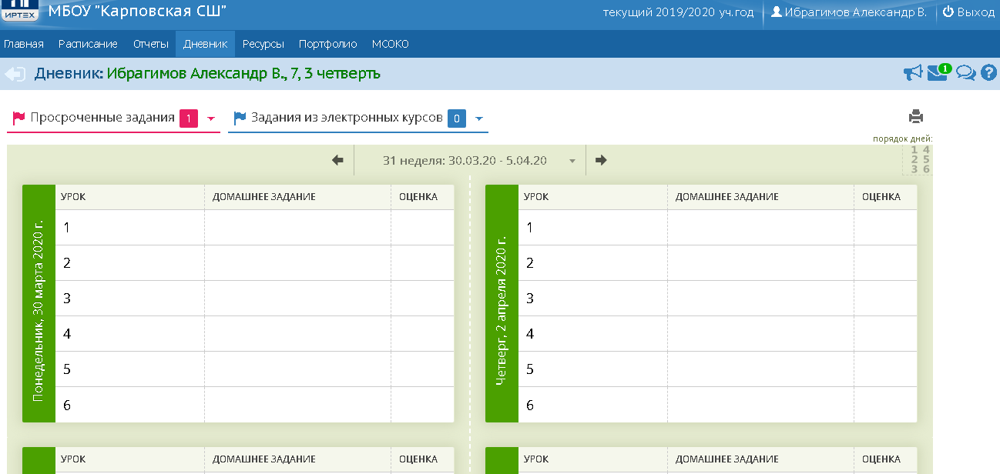 ИРТЕХ
МБОУ "Карповская СШ"
текущий 2019/2020 уч.год
Ибрагимов Александр В.
Выход
Главная Расписание Отчеты Дневник Ресурсы Портфолио МСОКО
Дневник: Ибрагимов Александр В., 7, 3 четверть
1
Просроченные задания 1
Задания из электронных курсов 0
порядок дней:
1 4
2 5
3 6
31 неделя: 30.03.20 - 5.04.20
Понедельник, 30 марта 2020 г.
УРОК ДОМАШНЕЕ ЗАДАНИЕ ОЦЕНКА
1
2
3
4
5
6
Четверг, 2 апреля 2020 г.
УРОК ДОМАШНЕЕ ЗАДАНИЕ ОЦЕНКА
1
2
3
4
5
6
УРОК ДОМАШНЕЕ ЗАДАНИЕ ОЦЕНКА
УРОК ДОМАШНЕЕ ЗАДАНИЕ ОЦЕНКА